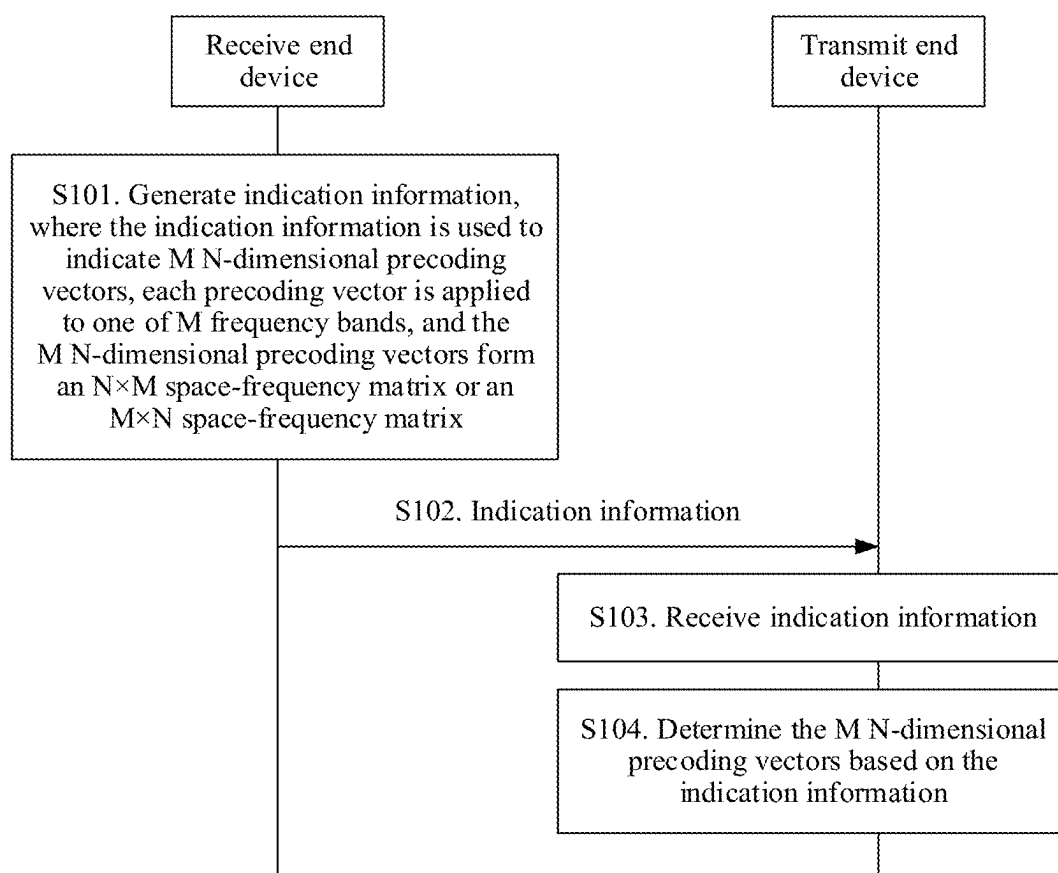 Receive end
device
Transmit end
device
S101. Generate indication information,
where the indication information is used to
indicate M N-dimensional precoding
vectors, each precoding vector is applied
to one of M frequency bands, and the
M N-dimensional precoding vectors form
an N×M space-frequency matrix or an
M×N space-frequency matrix
S102. Indication information
S103. Receive indication information
S104. Determine the M N-dimensional
precoding vectors based on the
indication information